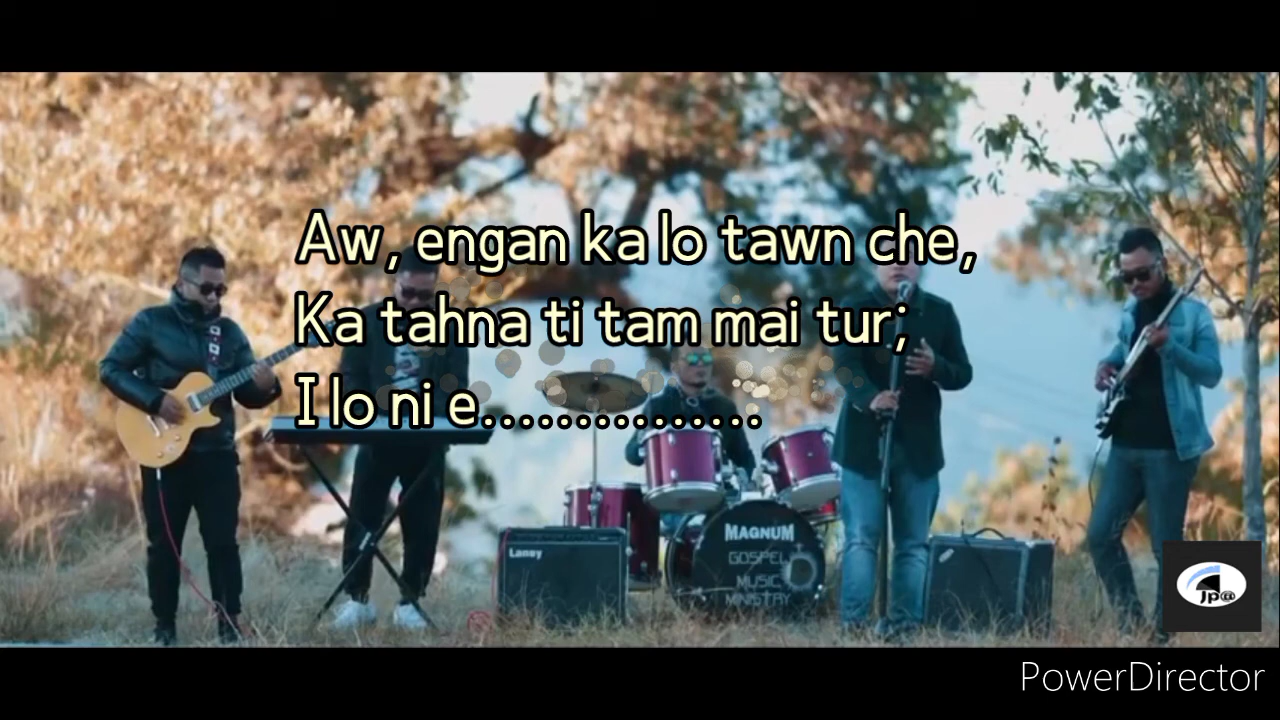 Aw, engan ka lo tawn che,
Ka tahna ti tam mai tur;
I lo ni e...............
Laney
MAGNUM
GOSPEL
MUSIC
MINISTRY
Jp@
PowerDirector